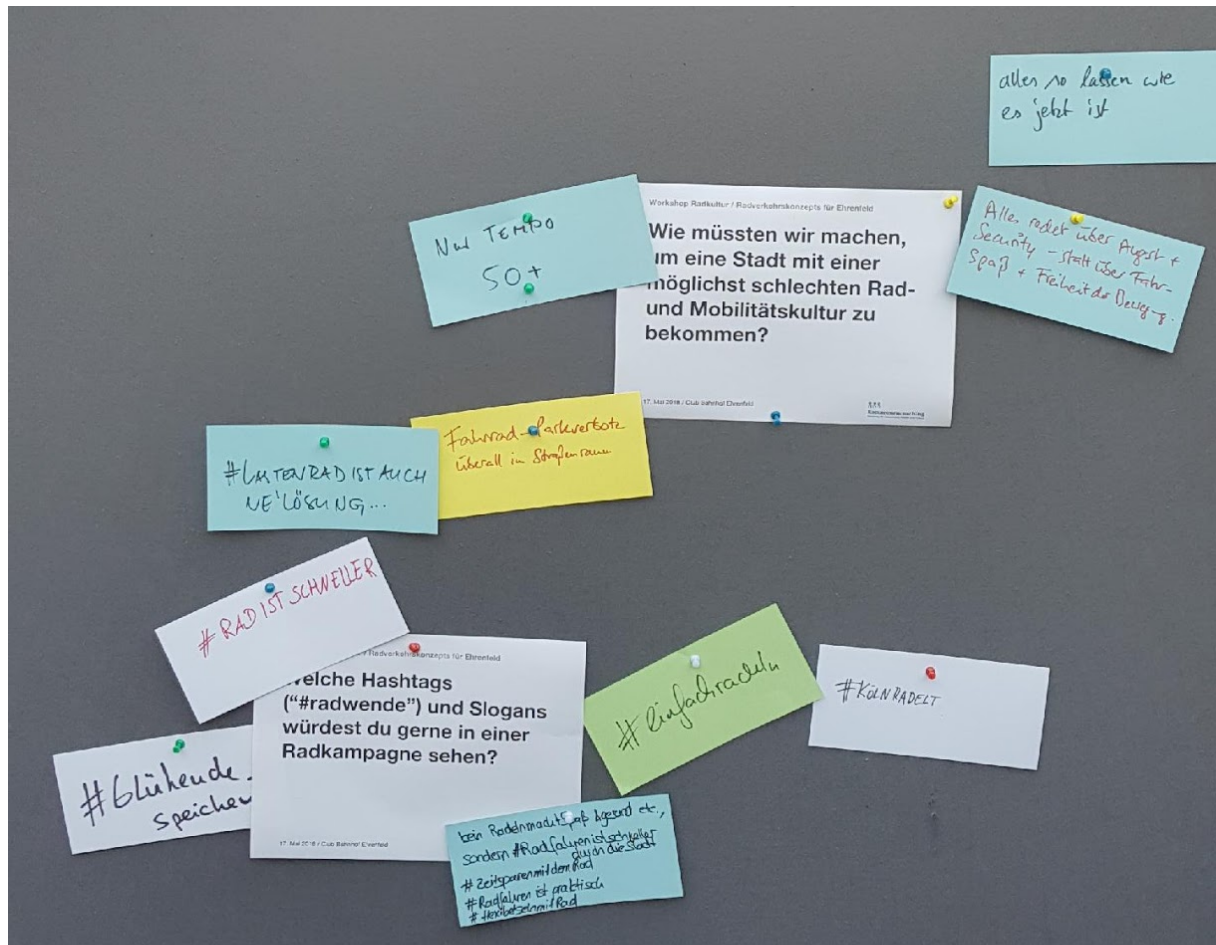 alles so lassen wie
es jetzt ist
Workshop Radkultur / Radverkehrskonzepts für Ehrenfeld
Wie müssten wir machen,
um eine Stadt mit einer
möglichst schlechten Rad-
und Mobilitätskultur zu
bekommen?
17. Mai 2018 / Club Bahnhof Ehrenfeld
Nur TEMPO
50+
Alles redet über Angst +
Security – statt über Fahr-
Spaß + Freiheit der Beweg-g.
Fahrrad-Parkverbote
überall im Straßenraum
#LASTENRAD IST AUCH
NE' LÖSUNG...
#RAD IST SCHNELLER
/ Radverkehrskonzepts für Ehrenfeld
Welche Hashtags
("#radwende") und Slogans
würdest du gerne in einer
Radkampagne sehen?
17. Mai 2018 / Club Bahnhof Ehrenfeld
#einfachradeln
#KÖLNRADELT
#Glühende-
Speichen
kein Radelnmachtspaß etc.,
sondern #Radfahrenistschneller
durch die Stadt
#Zeitsparenmitdem Rad
#Radfahren ist praktisch